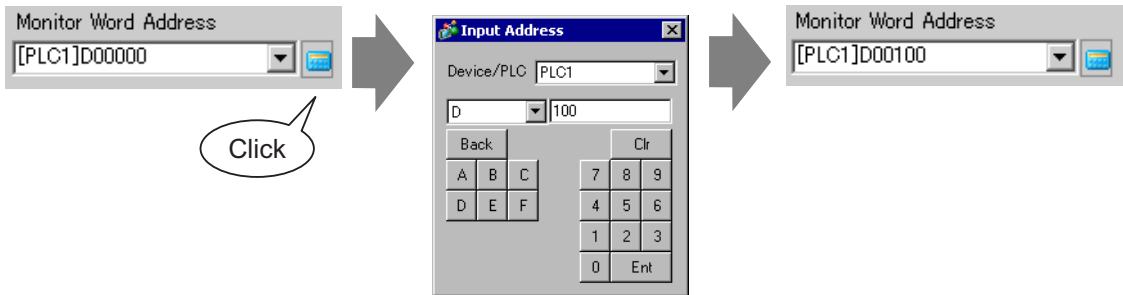 Monitor Word Address
[PLC1]D00000
Click
Input Address
Device/PLC PLC1
D 100
Back Clr
A B C 7 8 9
D E F 4 5 6
1 2 3
0 Ent
Monitor Word Address
[PLC1]D00100